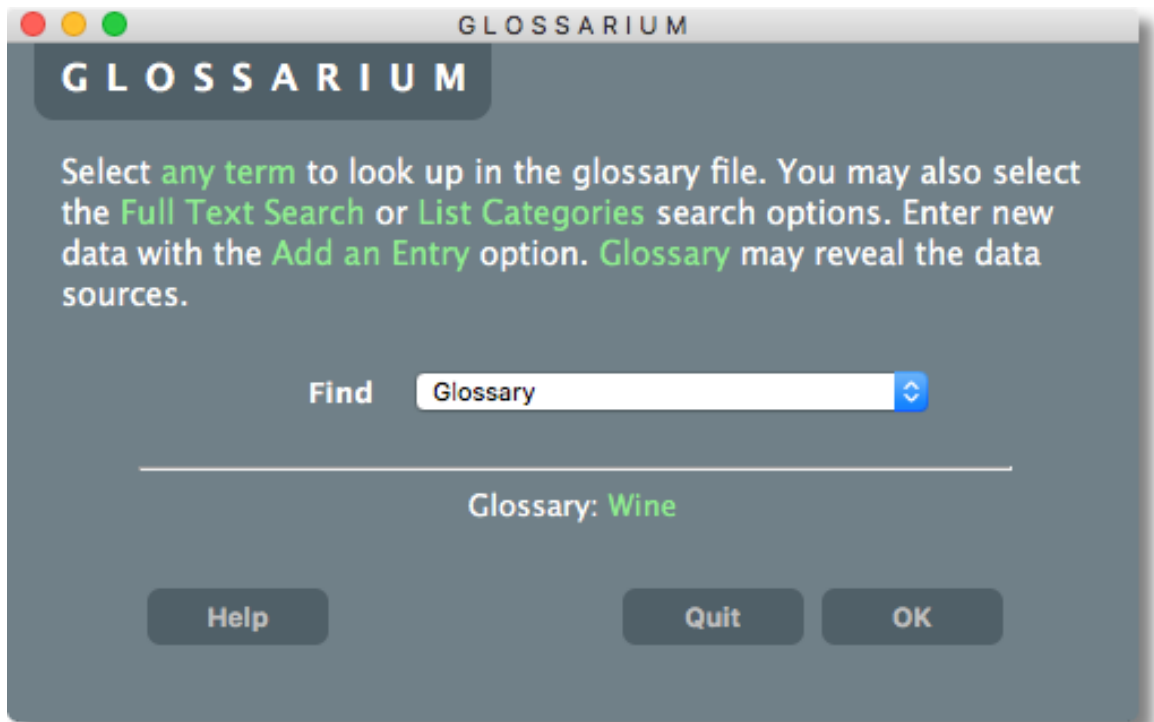 GLOSSARIUM
GLOSSARIUM
Select any term to look up in the glossary file. You may also select
the Full Text Search or List Categories search options. Enter new
data with the Add an Entry option. Glossary may reveal the data
sources.
Find Glossary
Glossary: Wine
Help Quit OK